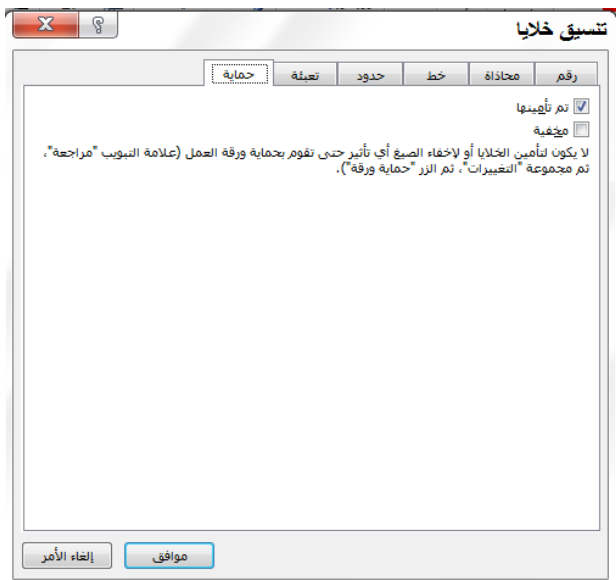 تنسيق خلايا
رقم
محاذاة
خط
حدود
تعبئة
حماية
تم تأمينها
مخفية
لا يكون لتأمين الخلايا أو لإخفاء الصيغ أي تأثير حتى تقوم بحماية ورقة العمل (علامة التبويب "مراجعة"،
ثم مجموعة "التغييرات"، ثم الزر "حماية ورقة").
موافق
إلغاء الأمر